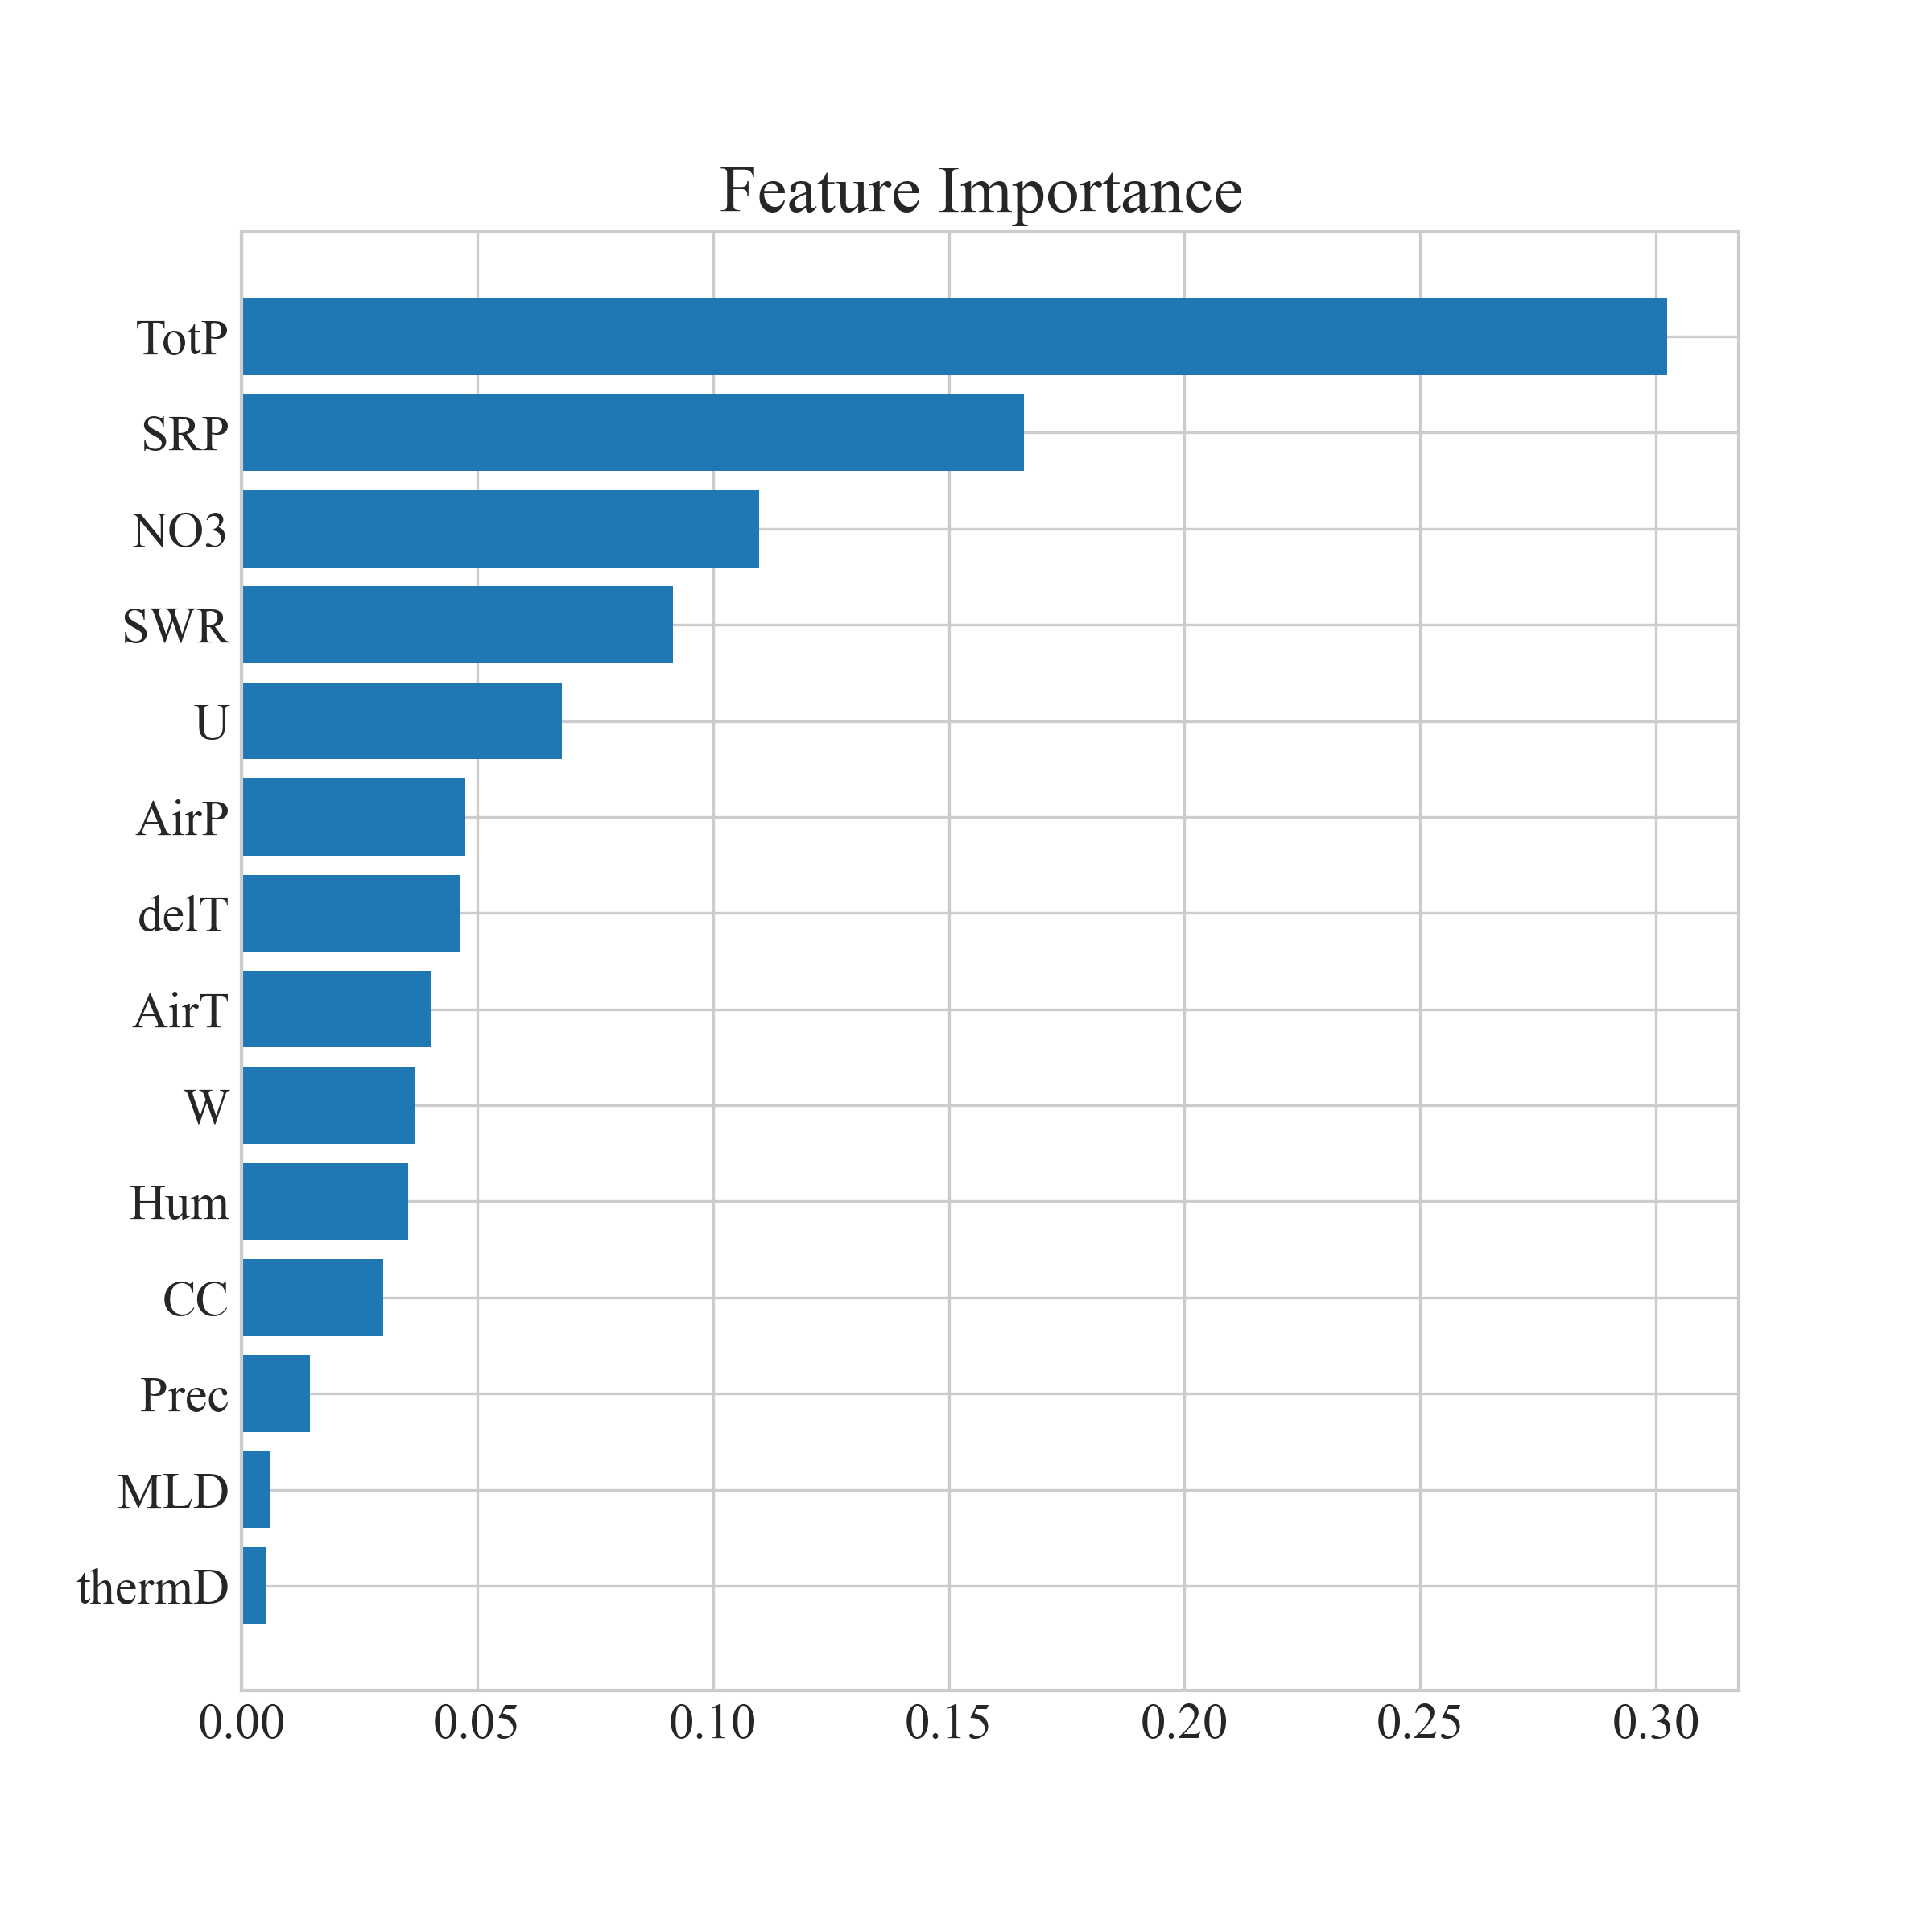 Feature Importance
TotP
SRP
NO3
SWR
U
AirP
delT
AirT
W
Hum
CC
Prec
MLD
thermD
0.00 0.05 0.10 0.15 0.20 0.25 0.30